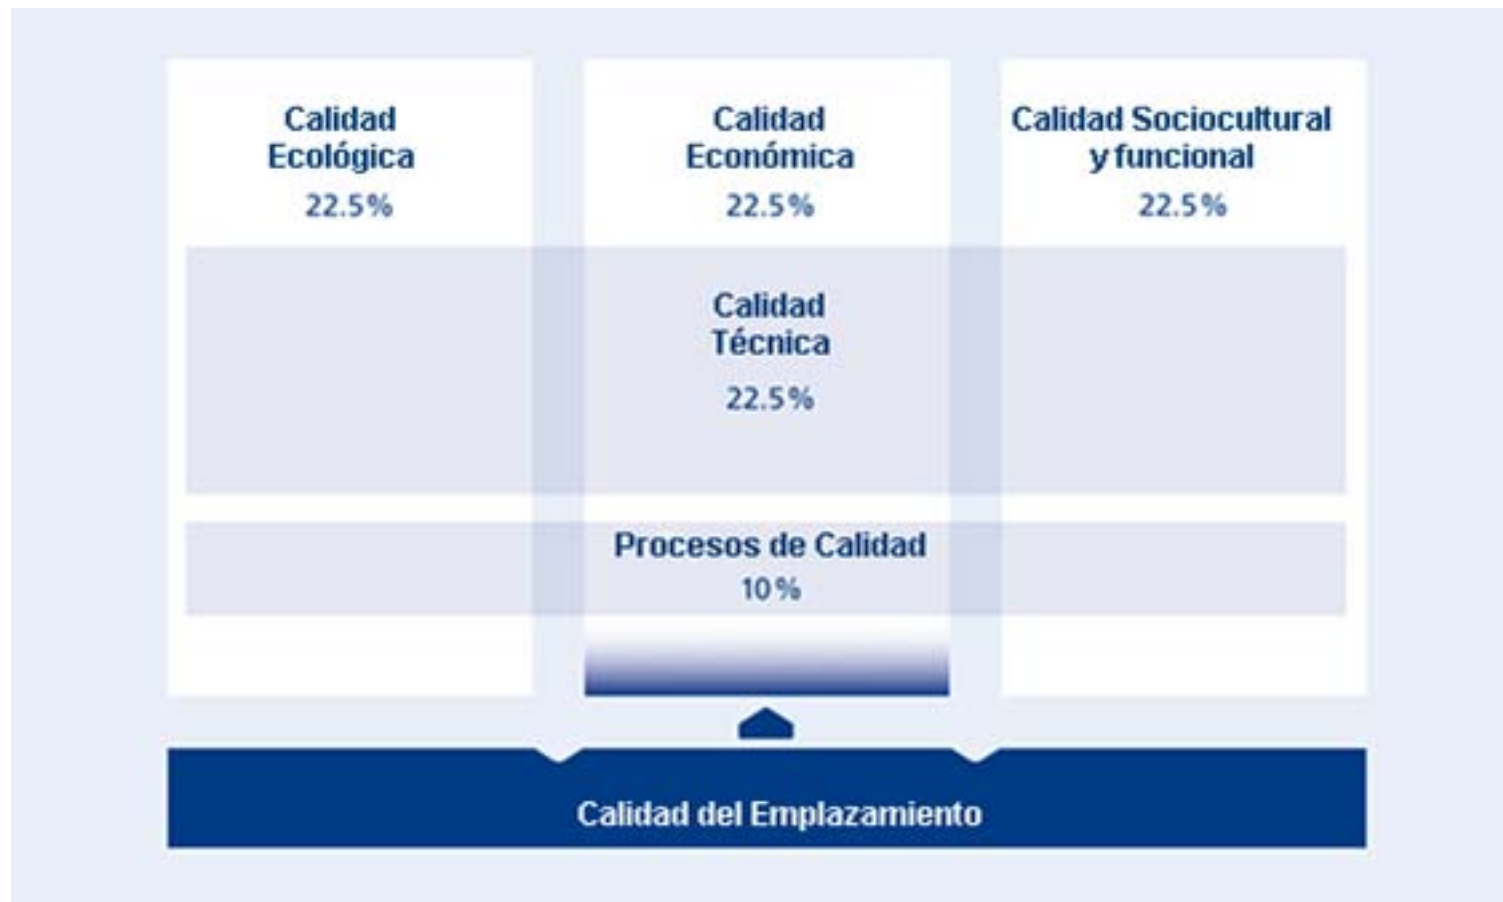 Calidad
Ecológica
22.5%
Calidad
Económica
22.5%
Calidad Sociocultural
y funcional
22.5%
Calidad
Técnica
22.5%
Procesos de Calidad
10%
Calidad del Emplazamiento